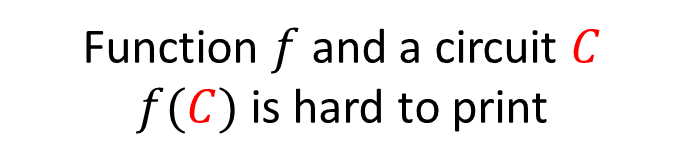 Function f and a circuit C
f(C) is hard to print